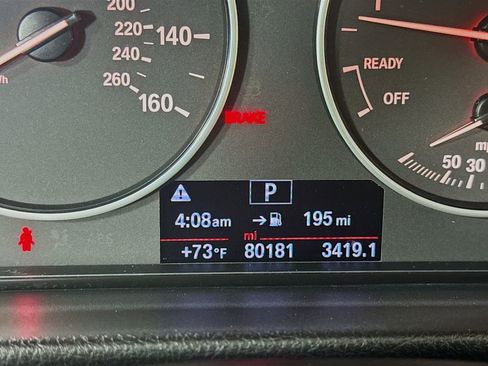 200
220
240
260
140
160
BRAKE
READY
OFF
50 30
mp
P
4:08am
195 mi
mi
+73°F 80181 3419.1